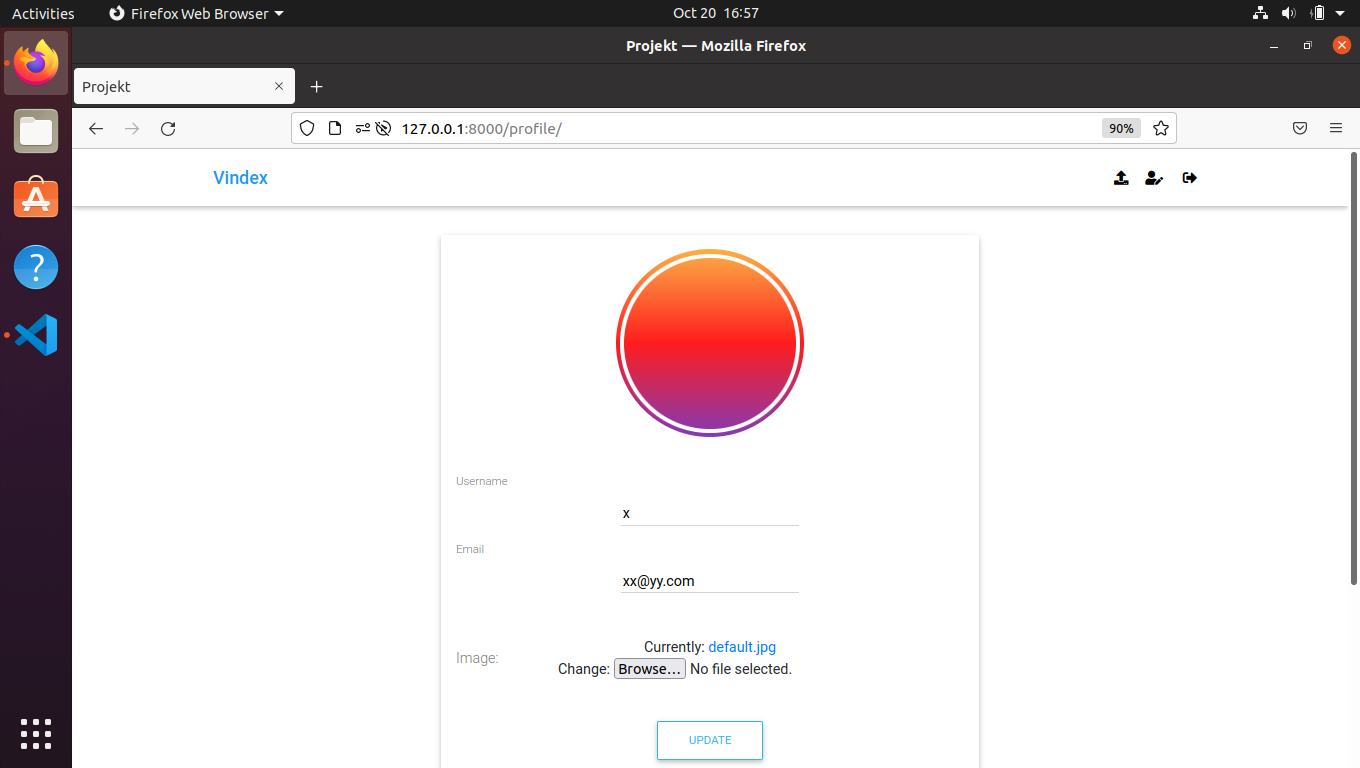 Activities Firefox Web Browser Oct 20 16:57
Projekt — Mozilla Firefox
Projekt
127.0.0.1:8000/profile/ 90%
Vindex
Username
x
Email
xx@yy.com
Currently: default.jpg
Image:
Change: Browse... No file selected.
UPDATE